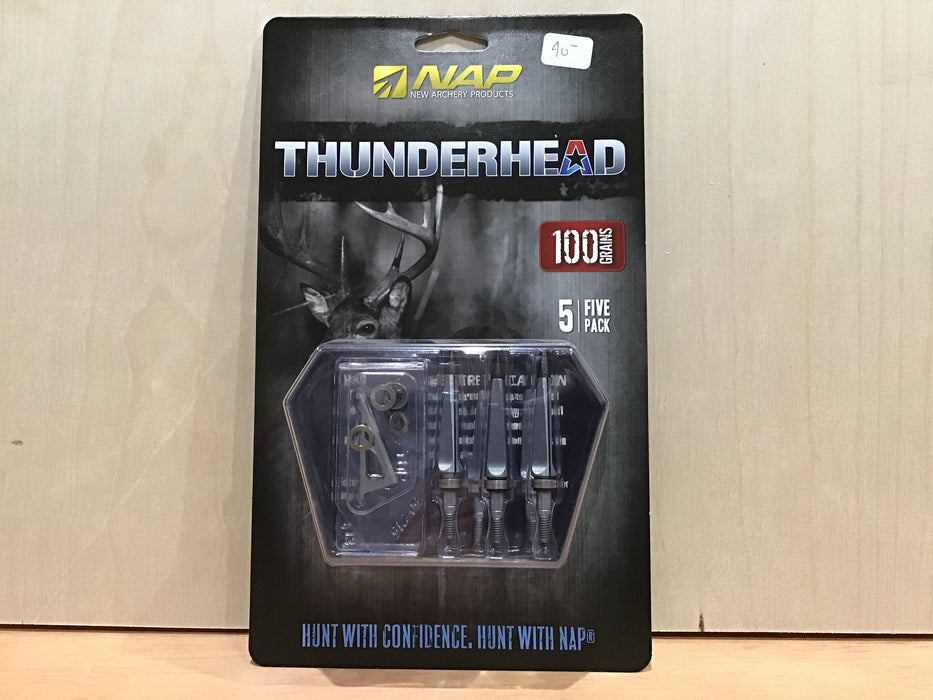 40-
NAP
NEW ARCHERY PRODUCTS
THUNDERHEAD
100 GRAINS
5 FIVE PACK
HUNT WITH CONFIDENCE. HUNT WITH NAP®